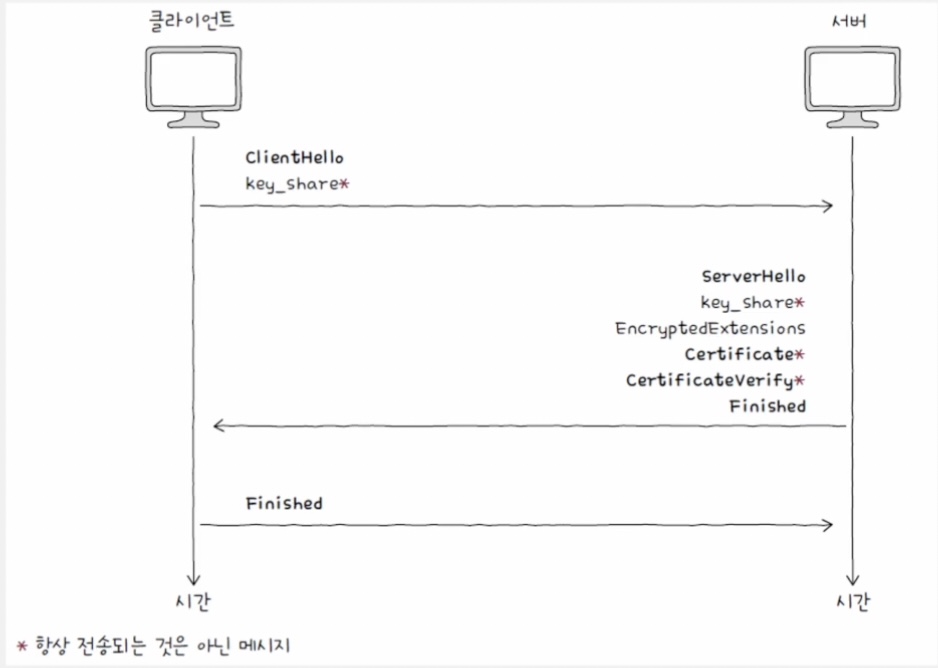 클라이언트
서버
ClientHello
key_share*
ServerHello
key_share*
EncryptedExtensions
Certificate*
CertificateVerify*
Finished
Finished
시간
시간
* 항상 전송되는 것은 아닌 메시지